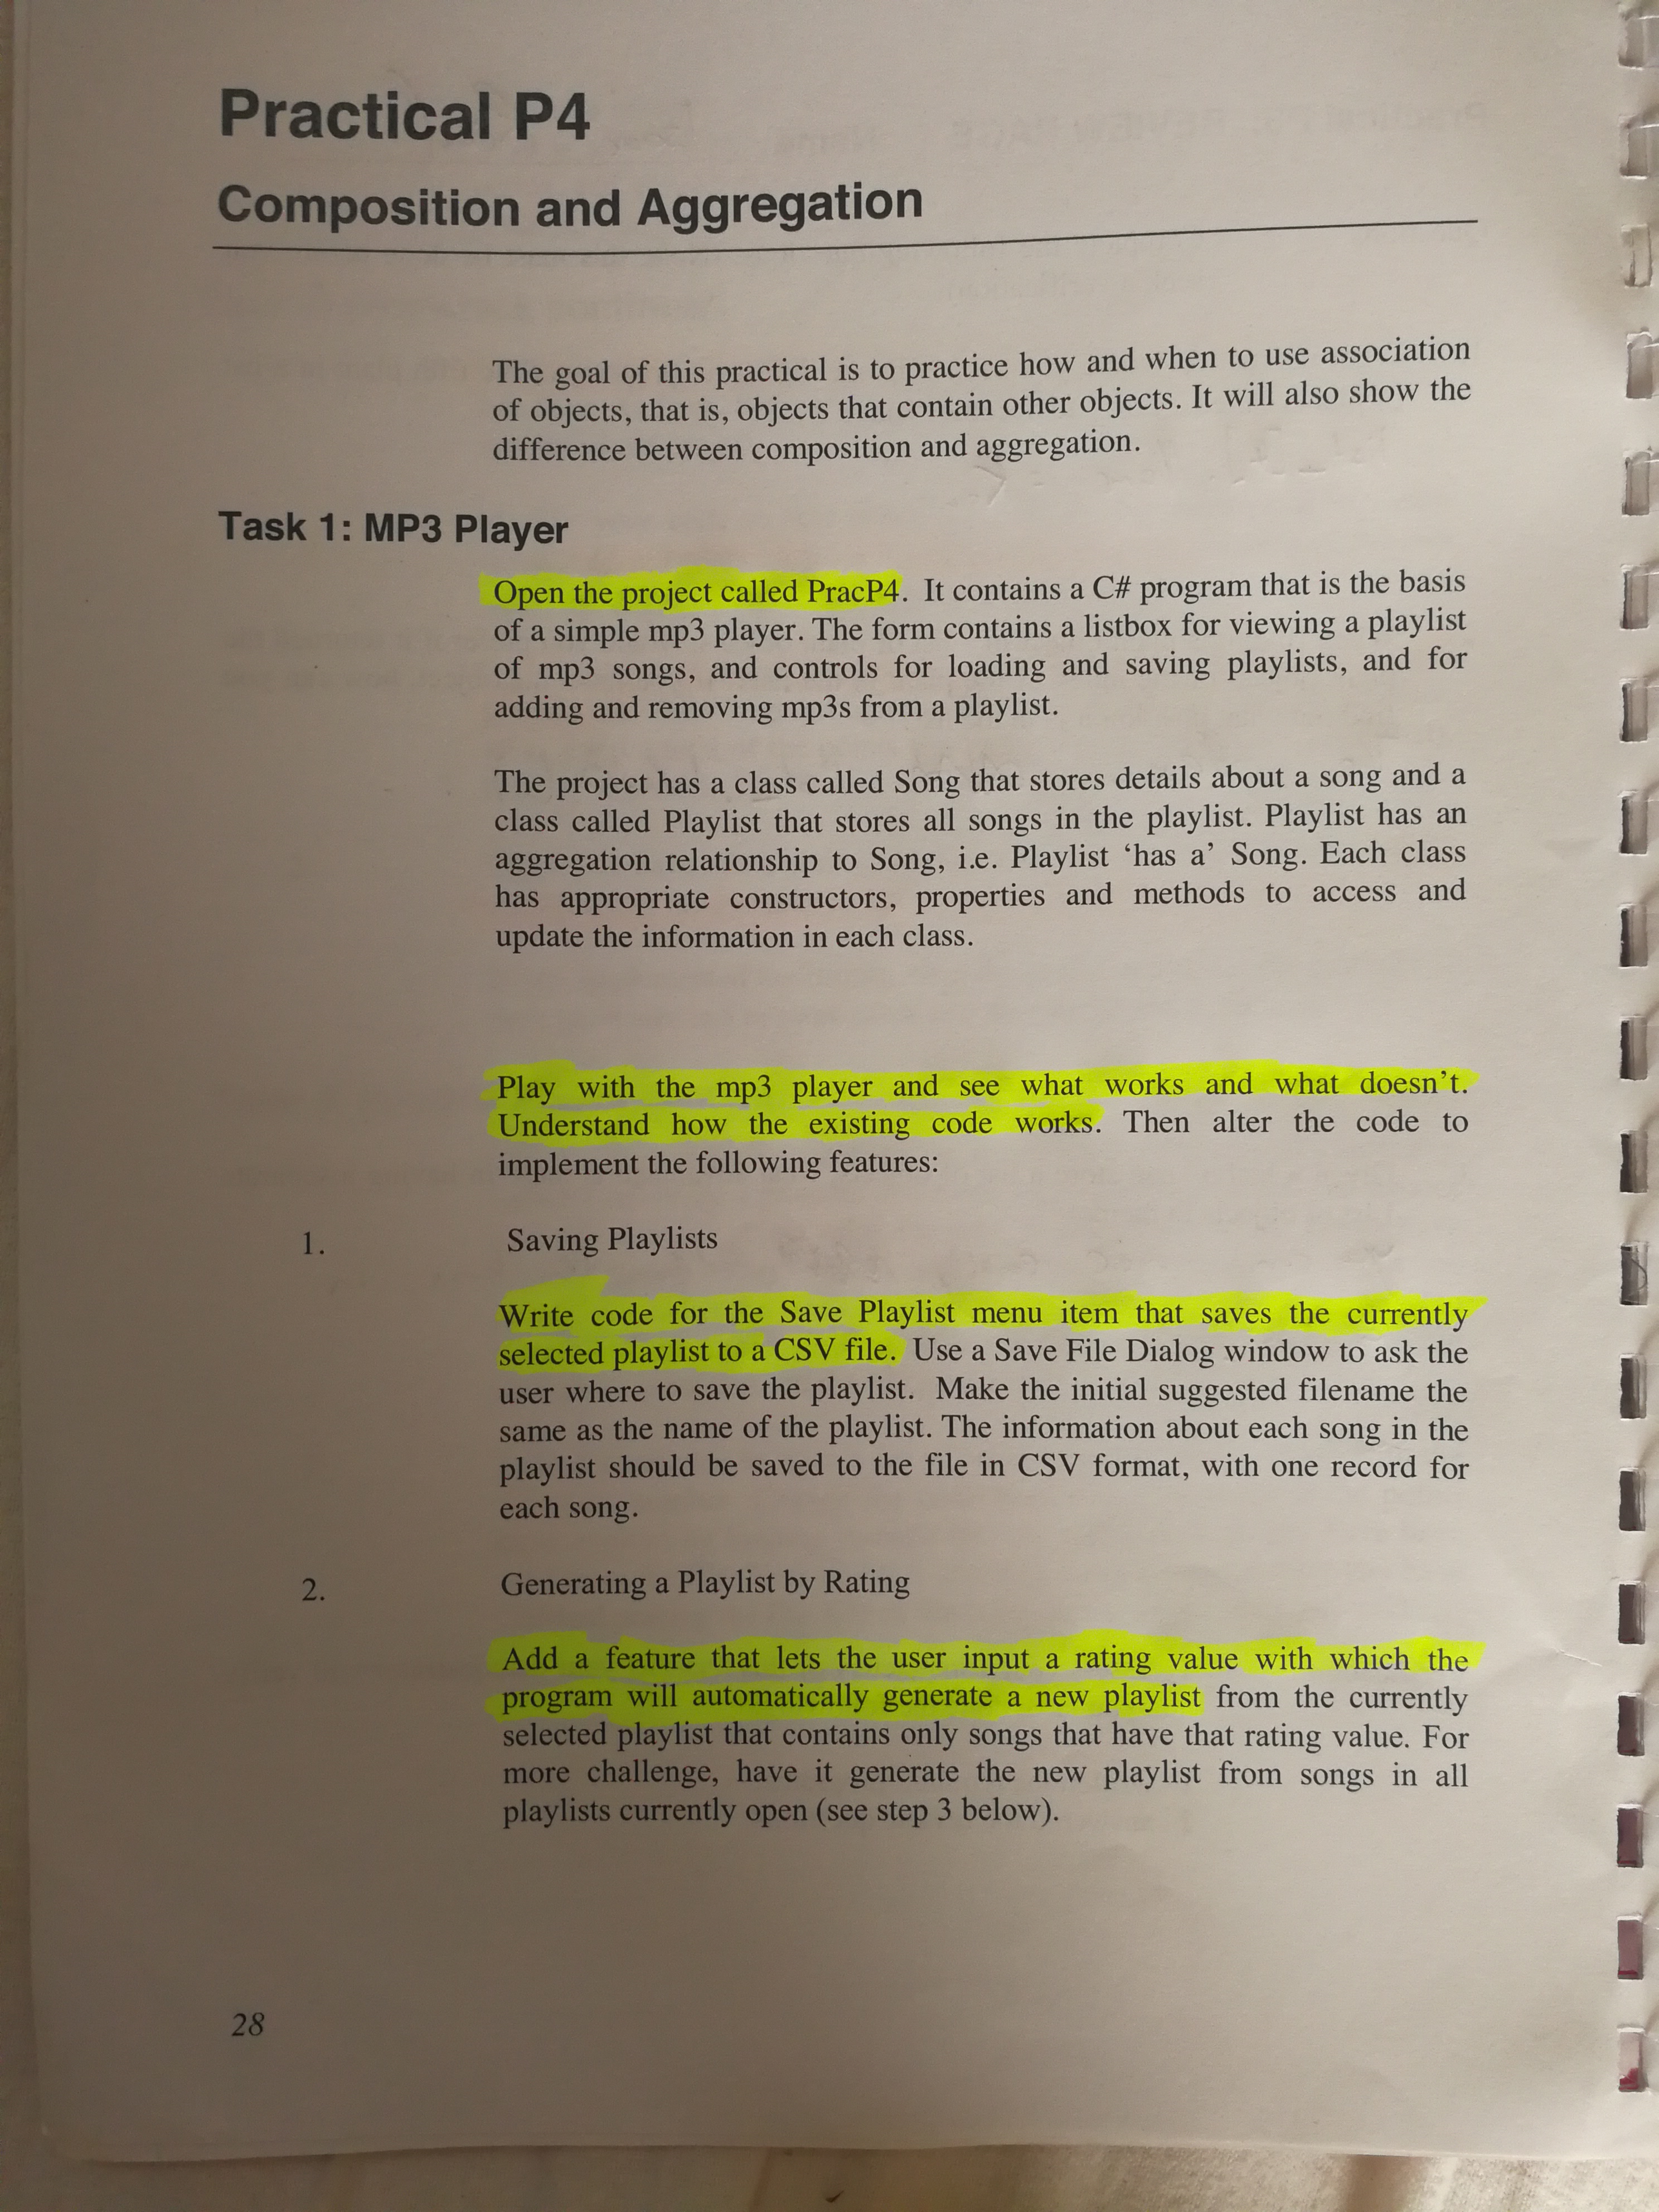 Practical P4
Composition and Aggregation
The goal of this practical is to practice how and when to use association
of objects, that is, objects that contain other objects. It will also show the
difference between composition and aggregation.
Task 1: MP3 Player
Open the project called PracP4. It contains a C# program that is the basis
of a simple mp3 player. The form contains a listbox for viewing a playlist
of mp3 songs, and controls for loading and saving playlists, and for
adding and removing mp3s from a playlist.
The project has a class called Song that stores details about a song and a
class called Playlist that stores all songs in the playlist. Playlist has an
aggregation relationship to Song, i.e. Playlist ‘has a’ Song. Each class
has appropriate constructors, properties and methods to access and
update the information in each class.
Play with the mp3 player and see what works and what doesn’t.
Understand how the existing code works. Then alter the code to
implement the following features:
1. Saving Playlists
Write code for the Save Playlist menu item that saves the currently
selected playlist to a CSV file. Use a Save File Dialog window to ask the
user where to save the playlist. Make the initial suggested filename the
same as the name of the playlist. The information about each song in the
playlist should be saved to the file in CSV format, with one record for
each song.
2. Generating a Playlist by Rating
Add a feature that lets the user input a rating value with which the
program will automatically generate a new playlist from the currently
selected playlist that contains only songs that have that rating value. For
more challenge, have it generate the new playlist from songs in all
playlists currently open (see step 3 below).
28